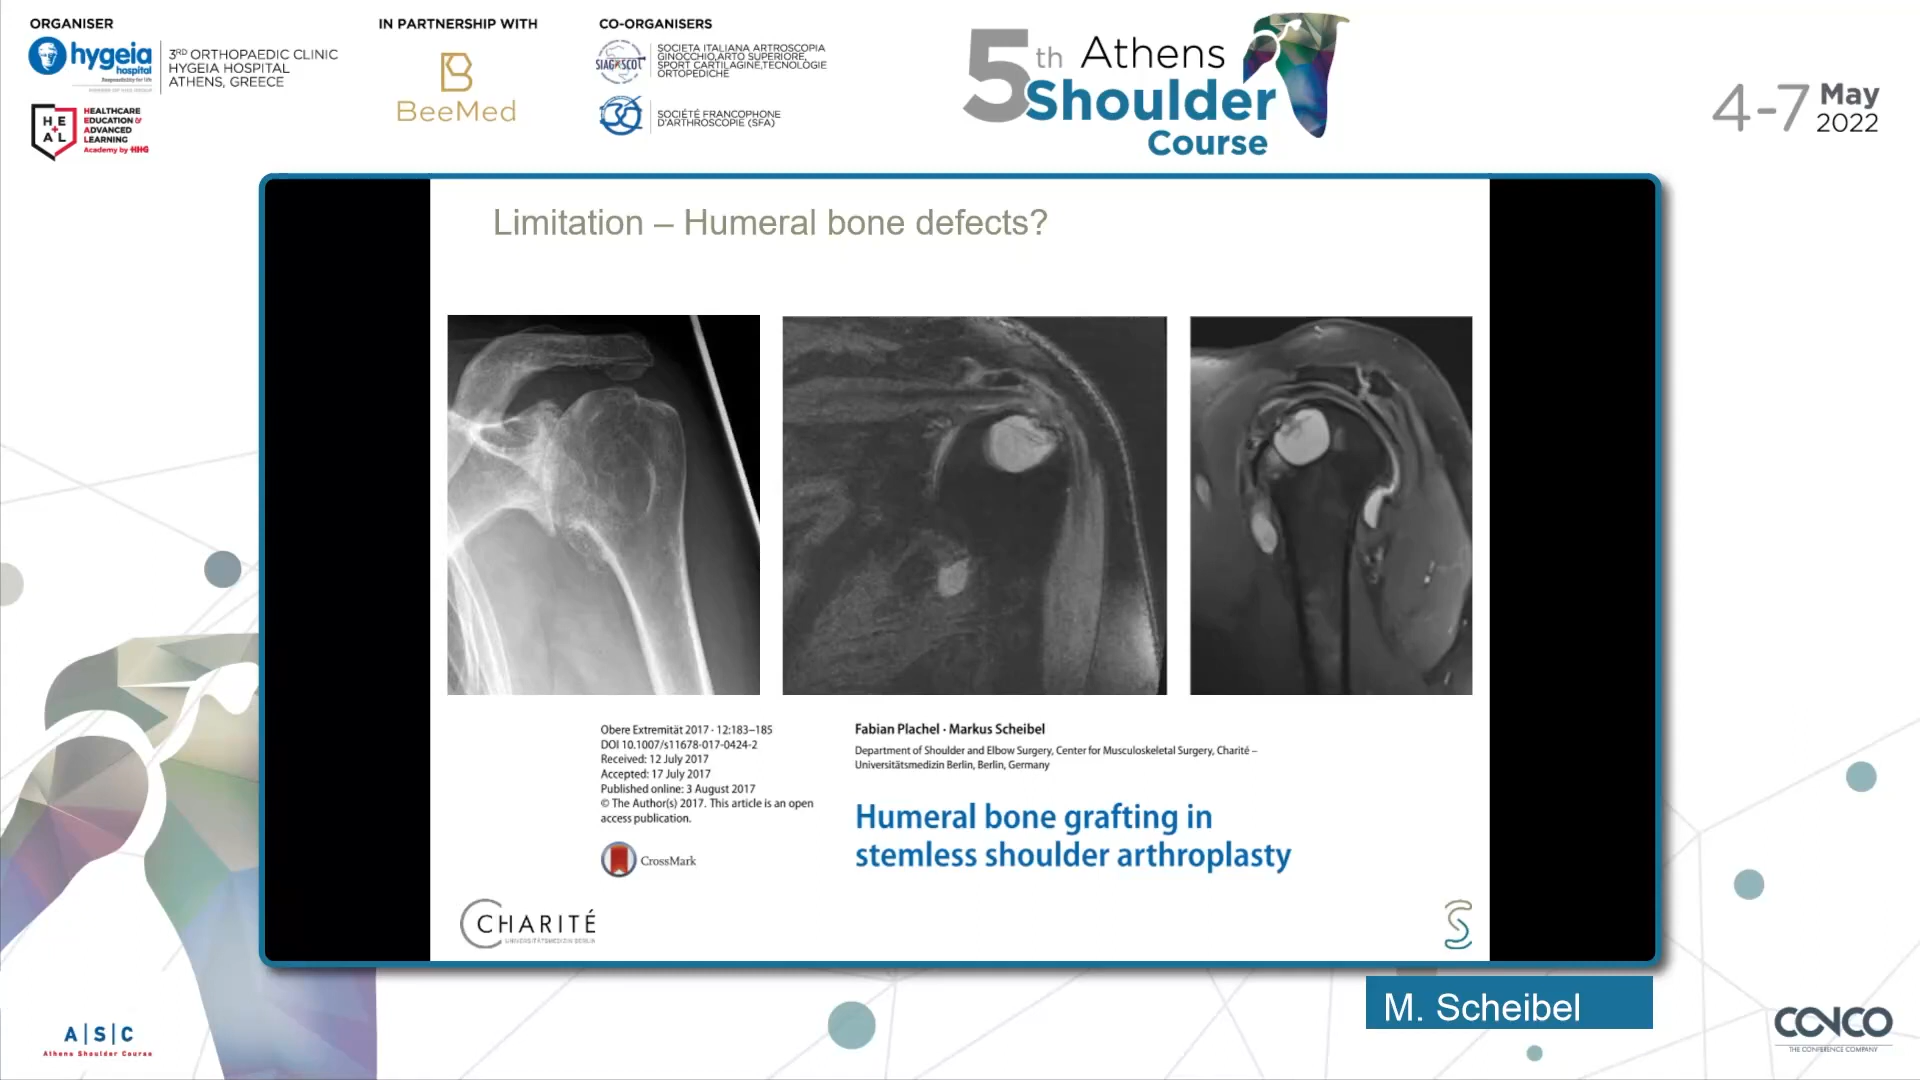 ORGANISER
hygeia
hospital
3RD ORTHOPAEDIC CLINIC
HYGEIA HOSPITAL
ATHENS, GREECE
HEAL
HEALTHCARE
EDUCATION &
ADVANCED
LEARNING
Academy by HHG
IN PARTNERSHIP WITH
BeeMed
CO-ORGANISERS
SIAGASCOT
SOCIETA ITALIANA ARTROSCOPIA
GINOCCHIO,ARTO SUPERIORE,
SPORT CARTILAGINE,TECNOLOGIE
ORTOPEDICHE
SOCIÉTÉ FRANCOPHONE
D'ARTHROSCOPIE (SFA)
5th Athens
Shoulder
Course
4-7 May
2022
Limitation – Humeral bone defects?
Obere Extremität 2017 · 12:183–185
DOI 10.1007/s11678-017-0424-2
Received: 12 July 2017
Accepted: 17 July 2017
Published online: 3 August 2017
© The Author(s) 2017. This article is an open
access publication.
CrossMark
Fabian Plachel · Markus Scheibel
Department of Shoulder and Elbow Surgery, Center for Musculoskeletal Surgery, Charité –
Universitätsmedizin Berlin, Berlin, Germany
Humeral bone grafting in
stemless shoulder arthroplasty
CHARITÉ
UNIVERSITÄTSMEDIZIN BERLIN
M. Scheibel
A|S|C
Athens Shoulder Course
CONCO
THE CONFERENCE COMPANY